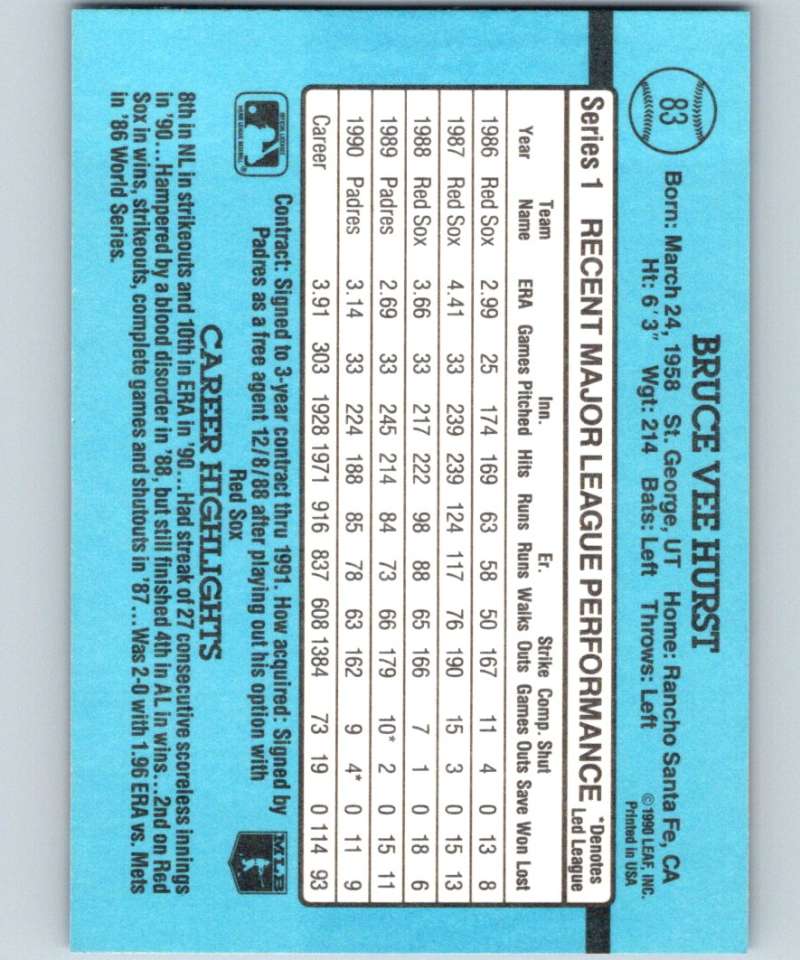 83
BRUCE VEE HURST
Born: March 24, 1958 St. George, UT Home: Rancho Santa Fe, CA
Ht: 6'3" Wgt: 214 Bats: Left Throws: Left
©1990 LEAF, INC.
Printed in USA
Series 1 RECENT MAJOR LEAGUE PERFORMANCE *Denotes Led League
Year Team Name ERA Games Inn. Pitched Hits Runs Er. Runs Walks Strike Outs Comp. Games Shut Outs Save Won Lost
1986 Red Sox 2.99 25 174 169 63 58 50 167 11 4 0 13 8
1987 Red Sox 4.41 33 239 239 124 117 76 190 15 3 0 15 13
1988 Red Sox 3.66 33 217 222 98 88 65 166 7 1 0 18 6
1989 Padres 2.69 33 245 214 84 73 66 179 10* 2 0 15 11
1990 Padres 3.14 33 224 188 85 78 63 162 9 4* 0 11 9
Career 3.91 303 1928 1971 916 837 608 1384 73 19 0 114 93
Contract: Signed to 3-year contract thru 1991. How acquired: Signed by
Padres as a free agent 12/8/88 after playing out his option with
Red Sox
MLB
CAREER HIGHLIGHTS
8th in NL in strikeouts and 10th in ERA in '90...Had streak of 27 consecutive scoreless innings
in '90...Hampered by a blood disorder in '88, but still finished 4th in AL in wins...2nd on Red
Sox in wins, strikeouts, complete games and shutouts in '87...Was 2-0 with 1.96 ERA vs. Mets
in '86 World Series.